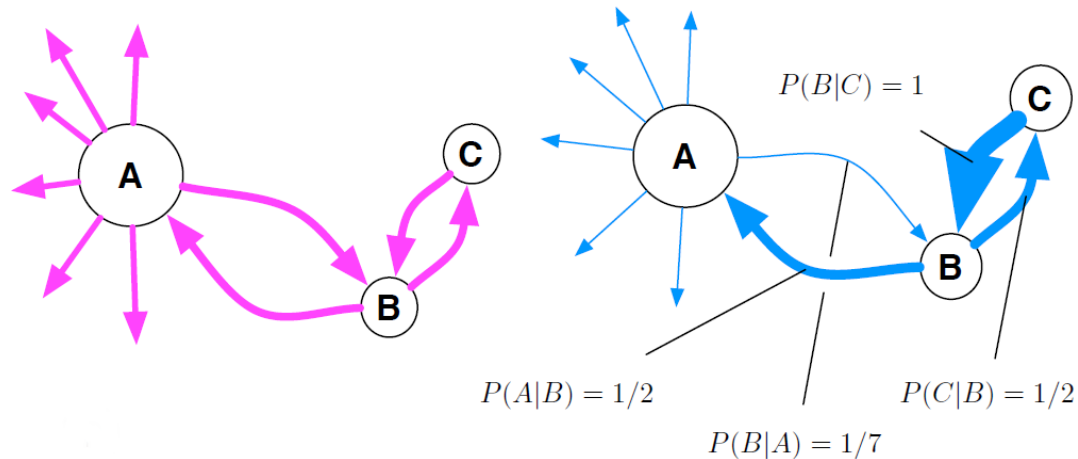 A
C
B
P(B|C) = 1
A
C
B
P(A|B) = 1/2
P(C|B) = 1/2
P(B|A) = 1/7